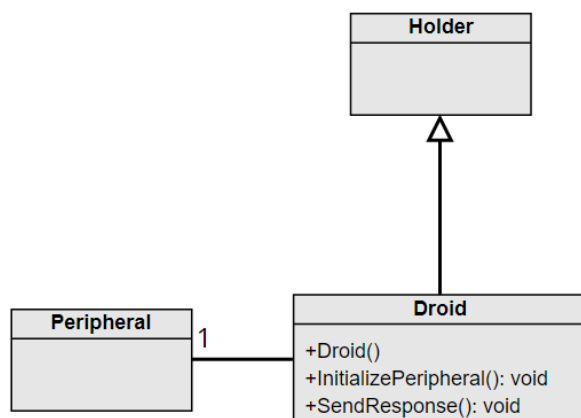 Holder
Peripheral
1
Droid
+Droid()
+InitializePeripheral(): void
+SendResponse(): void